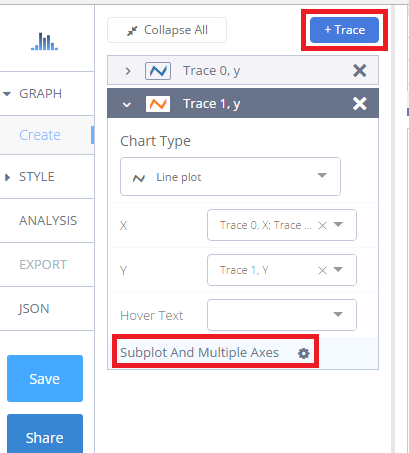 Collapse All
+ Trace
Trace 0, y
GRAPH
Trace 1, y
Create
Chart Type
STYLE
Line plot
ANALYSIS
X
Trace 0, X; Trace ...
EXPORT
Y
Trace 1, Y
JSON
Hover Text
Subplot And Multiple Axes
Save
Share